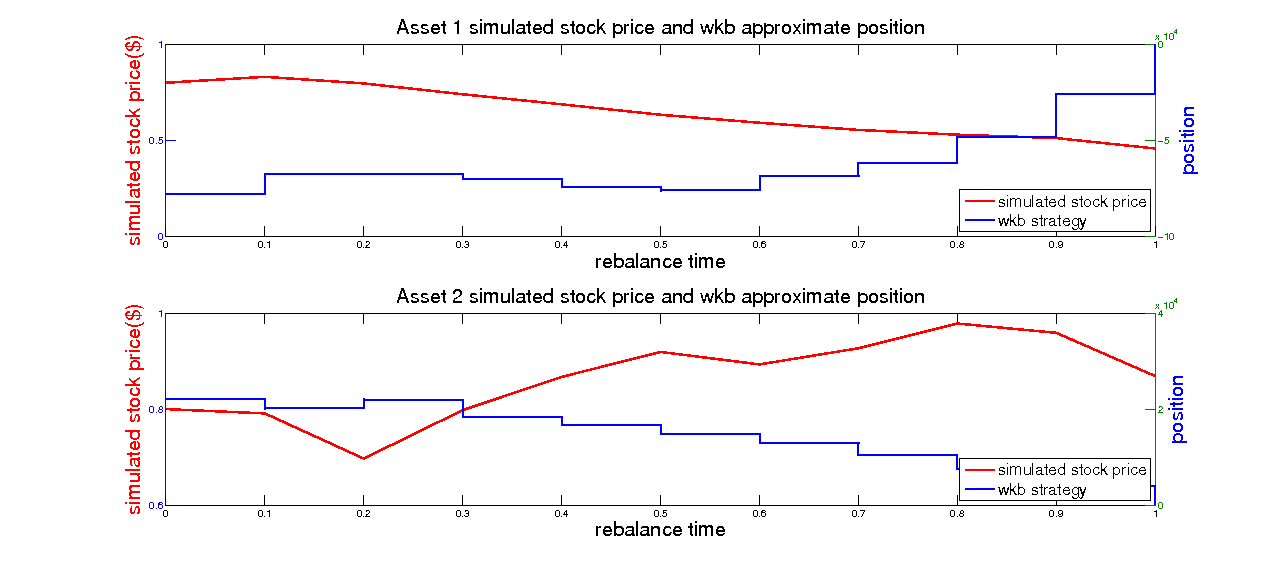 Asset 1 simulated stock price and wkb approximate position
x 10^4
1 0
0.5 -5
0 -10
simulated stock price($)
position
simulated stock price
wkb strategy
0 0.1 0.2 0.3 0.4 0.5 0.6 0.7 0.8 0.9 1
rebalance time
Asset 2 simulated stock price and wkb approximate position
x 10^4
1 4
0.8 2
0.6 0
simulated stock price($)
position
simulated stock price
wkb strategy
0 0.1 0.2 0.3 0.4 0.5 0.6 0.7 0.8 0.9 1
rebalance time